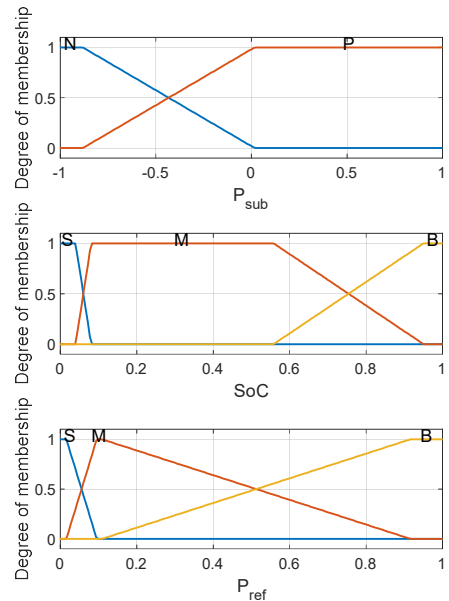 Degree of membership
N P
1
0.5
0
-1 -0.5 0 0.5 1
P_sub
Degree of membership
S M B
1
0.5
0
0 0.2 0.4 0.6 0.8 1
SoC
Degree of membership
S M B
1
0.5
0
0 0.2 0.4 0.6 0.8 1
P_ref